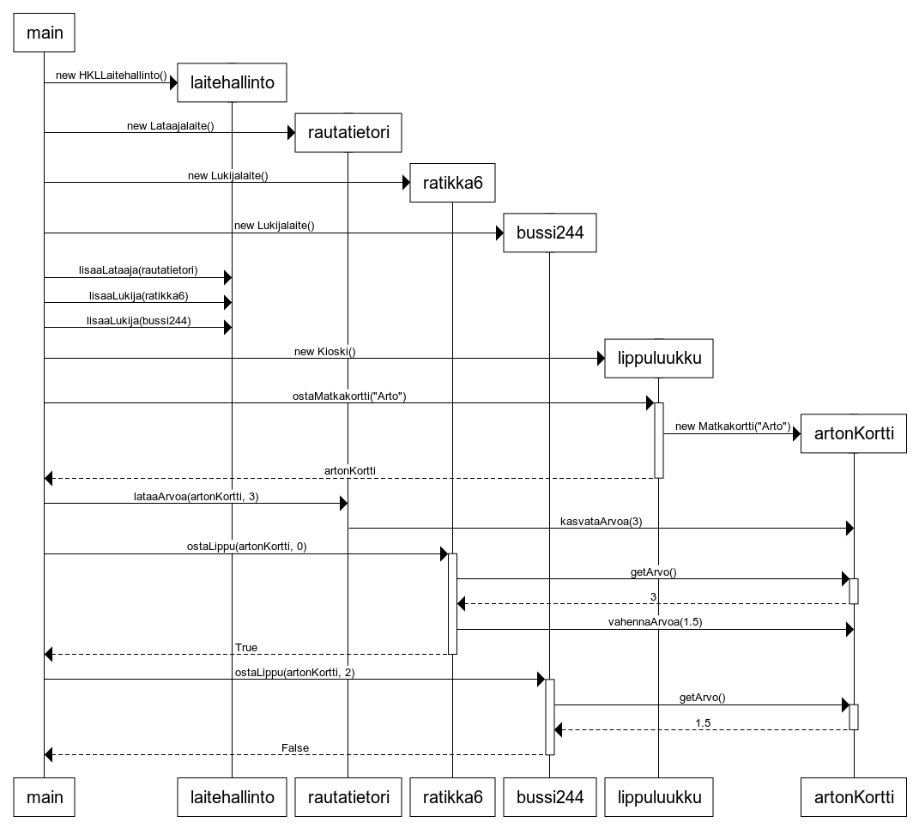 main
new HKLLaitehallinto()
laitehallinto
new Lataajalaite()
rautatietori
new Lukijalaite()
ratikka6
new Lukijalaite()
bussi244
lisaaLataaja(rautatietori)
lisaaLukija(ratikka6)
lisaaLukija(bussi244)
new Kioski()
lippuluukku
ostaMatkakortti("Arto")
new Matkakortti("Arto")
artonKortti
artonKortti
lataaArvoa(artonKortti, 3)
kasvataArvoa(3)
ostaLippu(artonKortti, 0)
getArvo()
3
vahennaArvoa(1.5)
True
ostaLippu(artonKortti, 2)
getArvo()
1.5
False
main laitehallinto rautatietori ratikka6 bussi244 lippuluukku artonKortti